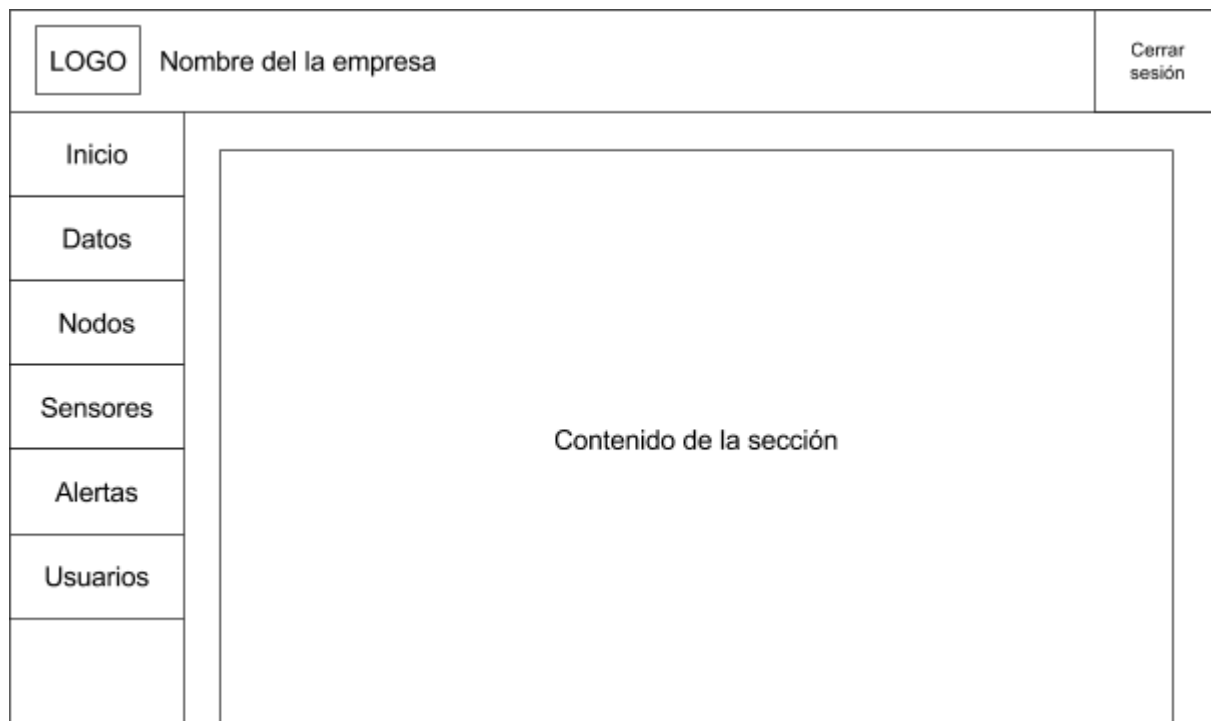 LOGO
Nombre del la empresa
Cerrar
sesión
Inicio
Datos
Nodos
Sensores
Alertas
Usuarios
Contenido de la sección